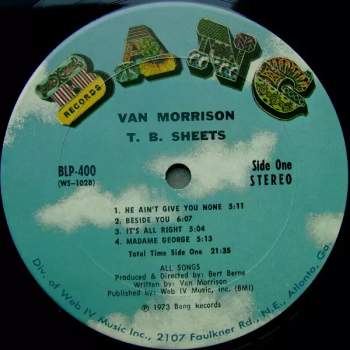 BANG
RECORDS
VAN MORRISON
T. B. SHEETS
BLP-400
(WS-1028)
Side One
STEREO
1. HE AIN'T GIVE YOU NONE 5:11
2. BESIDE YOU 6:07
3. IT'S ALL RIGHT 5:04
4. MADAME GEORGE 5:13
Total Time Side One 21:35
ALL SONGS
Produced & Directed by: Bert Berns
Written by: Van Morrison
Published by: Web IV Music, Inc. (BMI)
℗ 1973 Bang Records
Div. of Web IV Music Inc., 2107 Faulkner Rd., N.E., Atlanta, Ga.